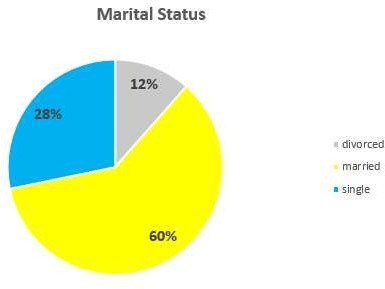 Marital Status
12%
28%
divorced
married
single
60%